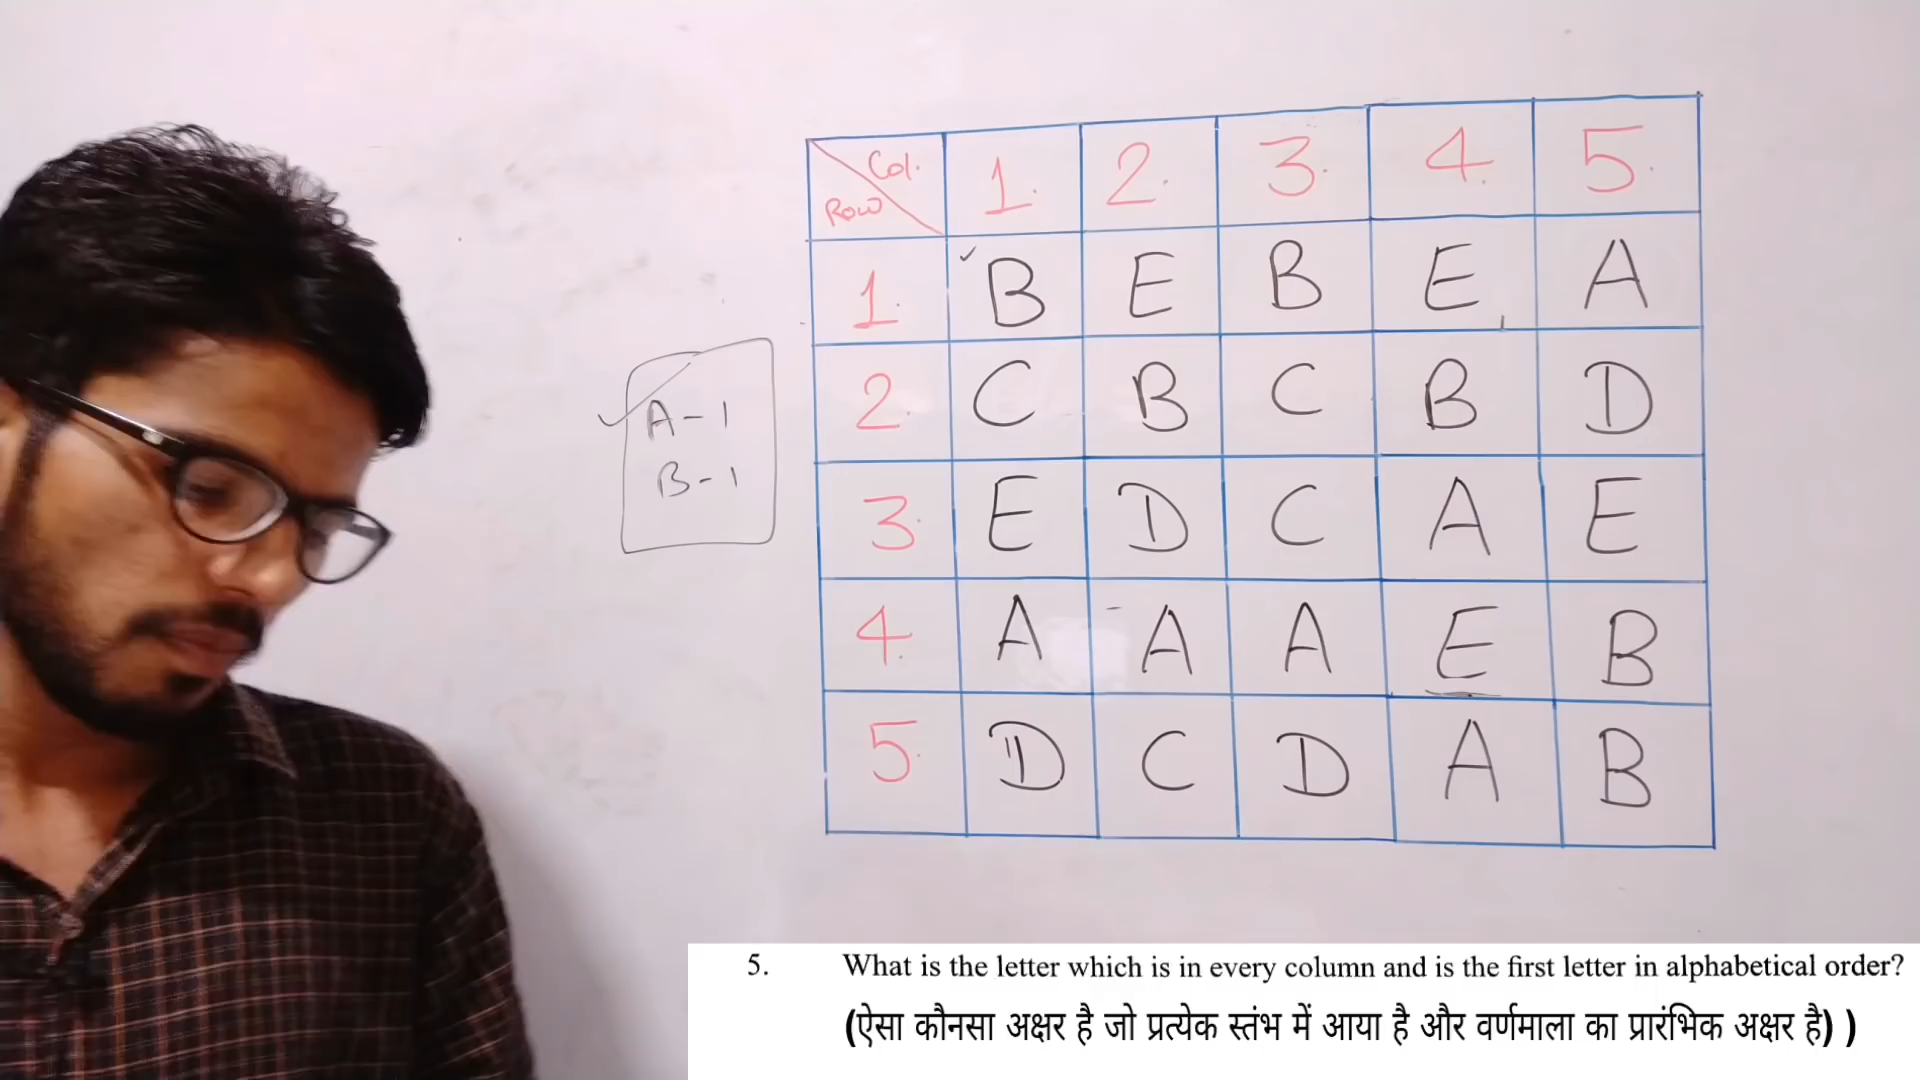 Col.
Row
1. 2. 3. 4. 5.
1. B E B E A
2. C B C B D
3. E D C A E
4. A A A E B
5. D C D A B
A-1
B-1
5. What is the letter which is in every column and is the first letter in alphabetical order?
(ऐसा कौनसा अक्षर है जो प्रत्येक स्तंभ में आया है और वर्णमाला का प्रारंभिक अक्षर है) )